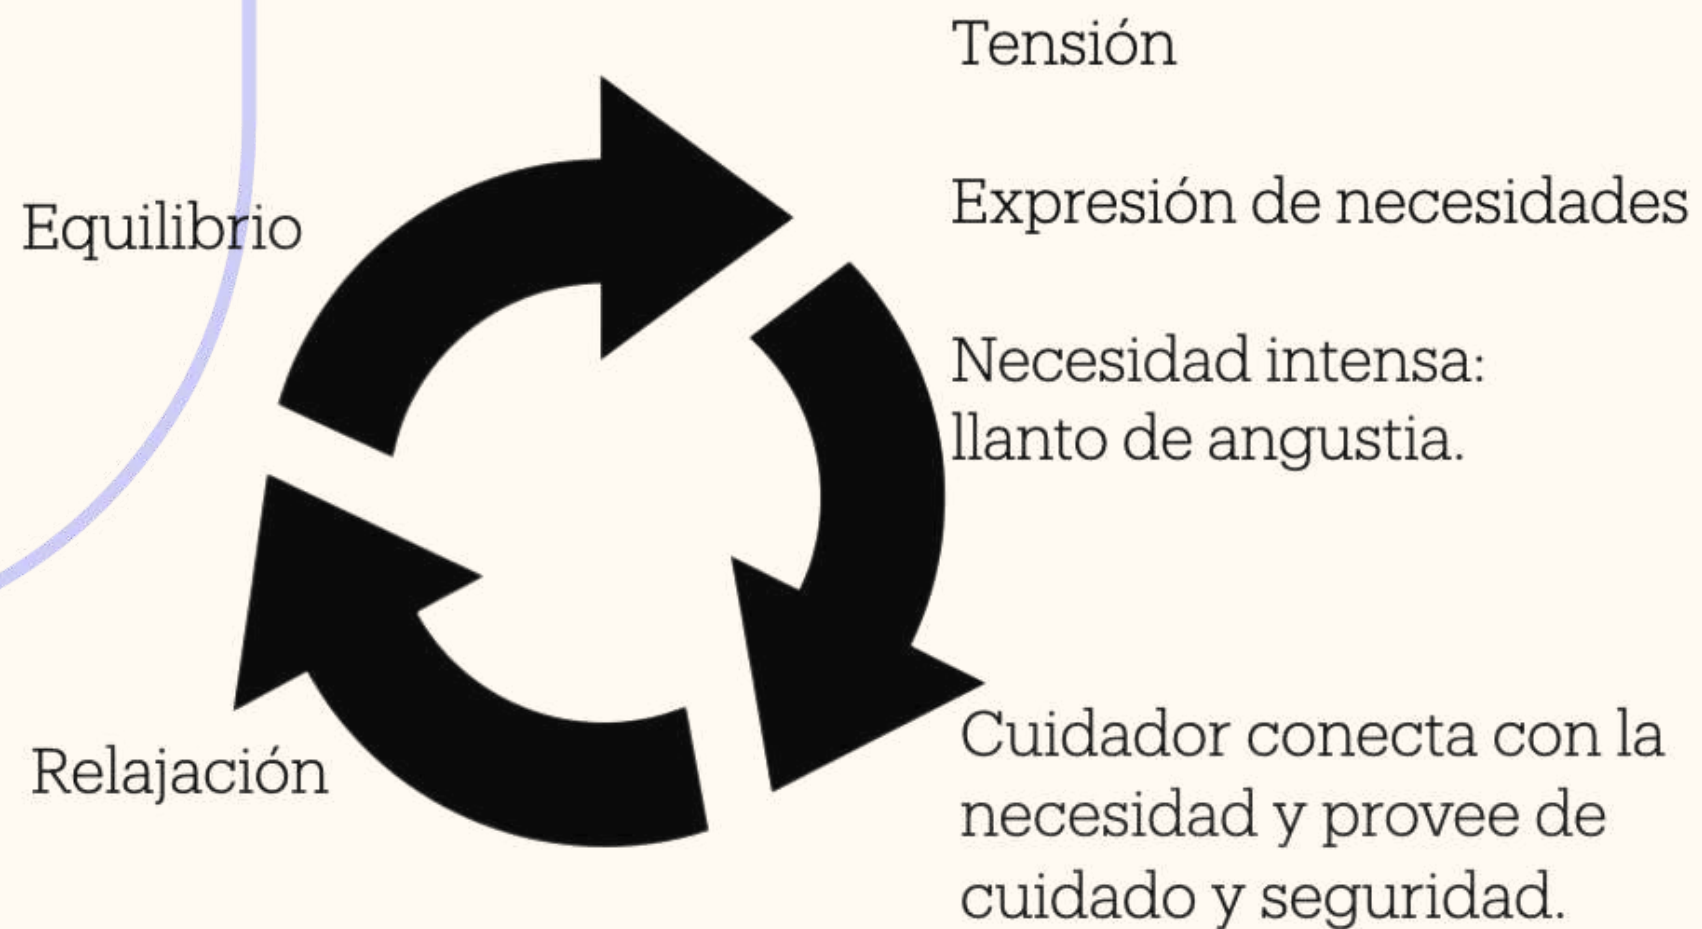 Tensión
Equilibrio
Expresión de necesidades
Necesidad intensa:
llanto de angustia.
Cuidador conecta con la
necesidad y provee de
cuidado y seguridad.
Relajación